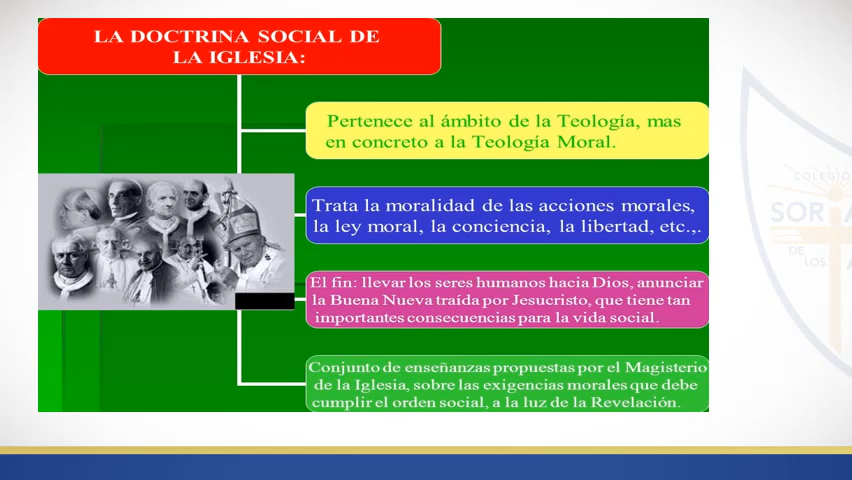 LA DOCTRINA SOCIAL DE
LA IGLESIA:
Pertenece al ámbito de la Teología, mas
en concreto a la Teología Moral.
Trata la moralidad de las acciones morales,
la ley moral, la conciencia, la libertad, etc.,.
El fin: llevar los seres humanos hacia Dios, anunciar
la Buena Nueva traída por Jesucristo, que tiene tan
importantes consecuencias para la vida social.
Conjunto de enseñanzas propuestas por el Magisterio
de la Iglesia, sobre las exigencias morales que debe
cumplir el orden social, a la luz de la Revelación.
COLEGIO
SOR
DE
LOS